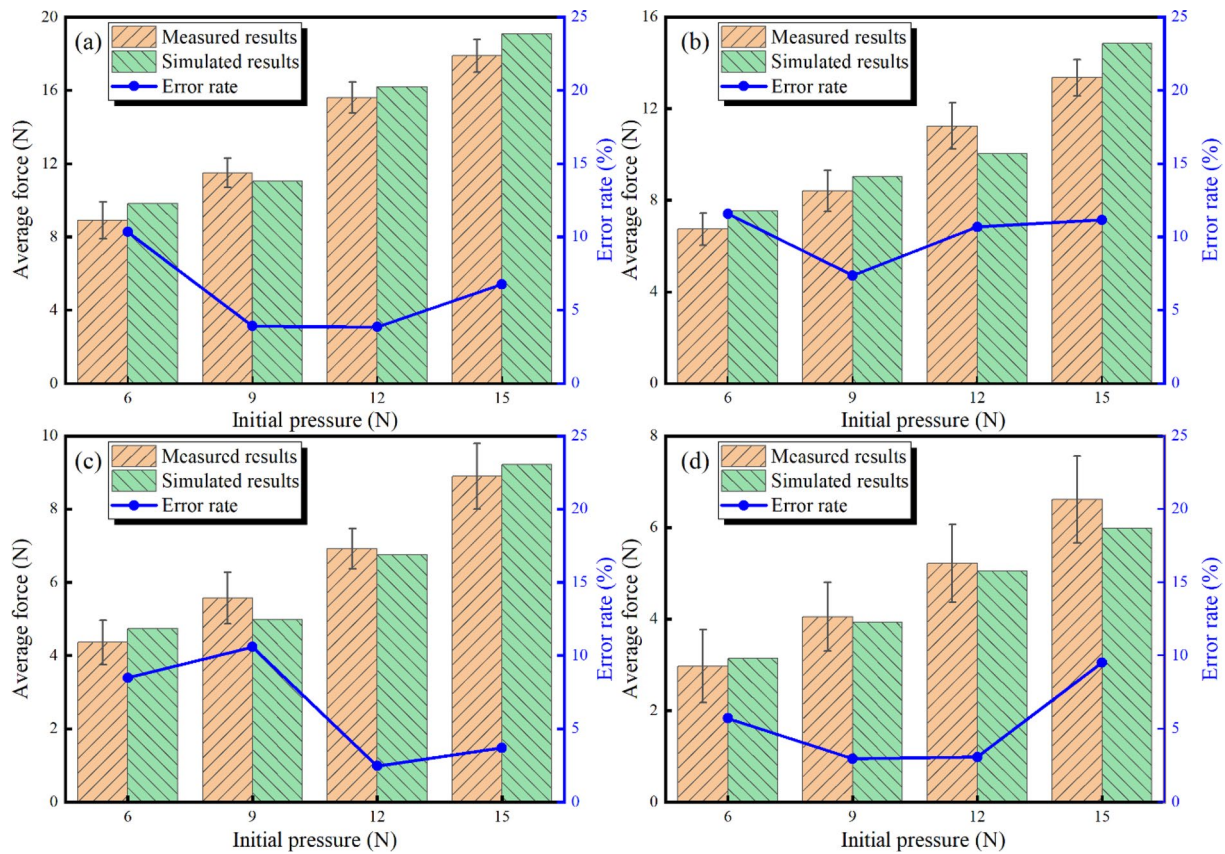 (a)
Measured results
Simulated results
Error rate
20
16
12
8
4
0
Average force (N)
25
20
15
10
5
0
Error rate (%)
6 9 12 15
Initial pressure (N)
(b)
Measured results
Simulated results
Error rate
16
12
8
4
0
Average force (N)
25
20
15
10
5
0
Error rate (%)
6 9 12 15
Initial pressure (N)
(c)
Measured results
Simulated results
Error rate
10
8
6
4
2
0
Average force (N)
25
20
15
10
5
0
Error rate (%)
6 9 12 15
Initial pressure (N)
(d)
Measured results
Simulated results
Error rate
8
6
4
2
0
Average force (N)
25
20
15
10
5
0
Error rate (%)
6 9 12 15
Initial pressure (N)